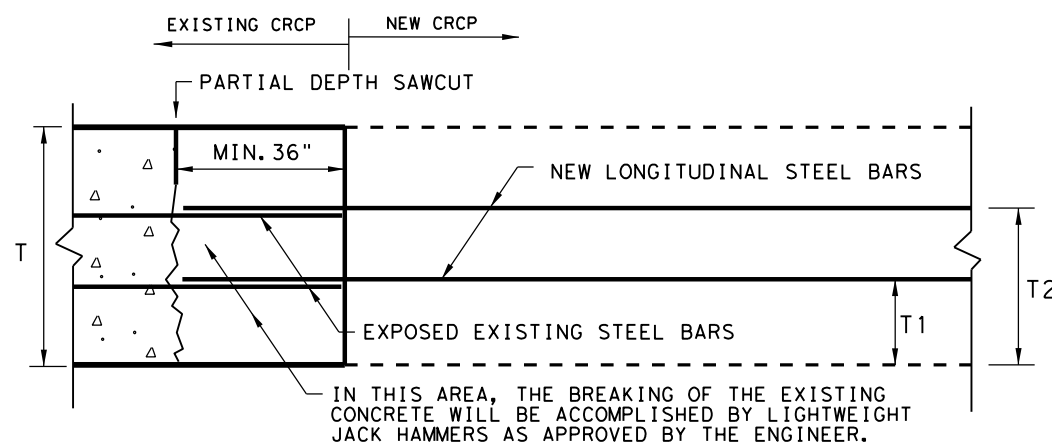 EXISTING CRCP
NEW CRCP
PARTIAL DEPTH SAWCUT
MIN. 36"
NEW LONGITUDINAL STEEL BARS
T
T2
T1
EXPOSED EXISTING STEEL BARS
IN THIS AREA, THE BREAKING OF THE EXISTING
CONCRETE WILL BE ACCOMPLISHED BY LIGHTWEIGHT
JACK HAMMERS AS APPROVED BY THE ENGINEER.